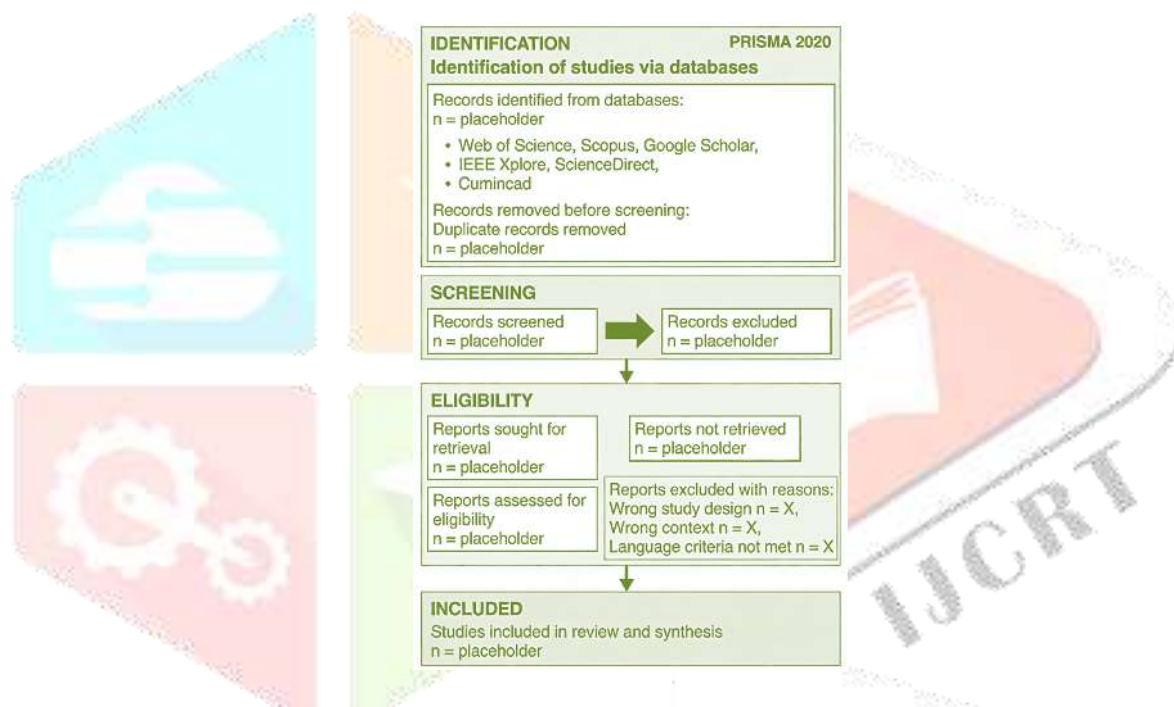 IDENTIFICATION PRISMA 2020
Identification of studies via databases
Records identified from databases:
n = placeholder
• Web of Science, Scopus, Google Scholar,
• IEEE Xplore, ScienceDirect,
• Cumincad
Records removed before screening:
Duplicate records removed
n = placeholder
SCREENING
Records screened
n = placeholder
Records excluded
n = placeholder
ELIGIBILITY
Reports sought for
retrieval
n = placeholder
Reports not retrieved
n = placeholder
Reports assessed for
eligibility
n = placeholder
Reports excluded with reasons:
Wrong study design n = X,
Wrong context n = X,
Language criteria not met n = X
INCLUDED
Studies included in review and synthesis
n = placeholder
IJCRT